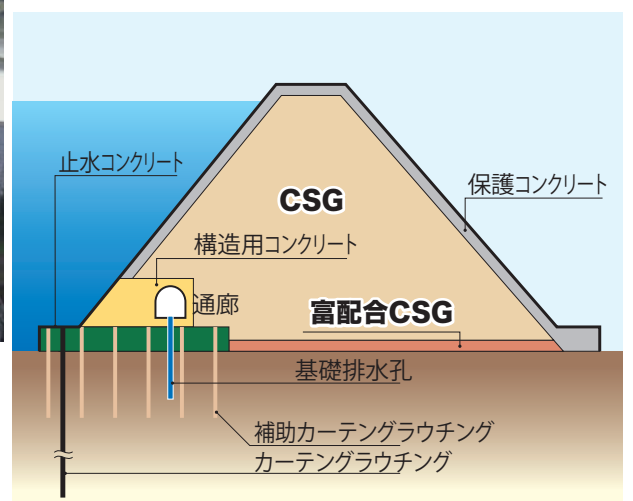 止水コンクリート
保護コンクリート
CSG
構造用コンクリート
通廊
富配合CSG
基礎排水孔
補助カーテングラウチング
カーテングラウチング